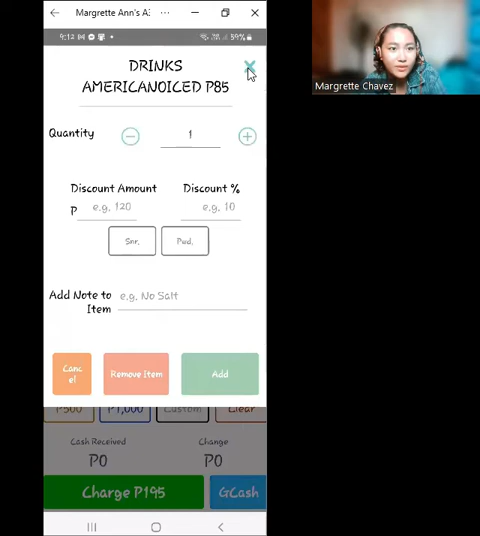 Margrette Ann's A3 ...
9:12 59%
DRINKS
AMERICANOICED P85
Quantity 1
Discount Amount Discount %
P e.g. 120 e.g. 10
Snr. Pwd.
Add Note to e.g. No Salt
Item
Canc
el
Remove Item Add
P500 P1,000 Custom Clear
Cash Received Change
P0 P0
Charge P195 GCash
Margrette Chavez